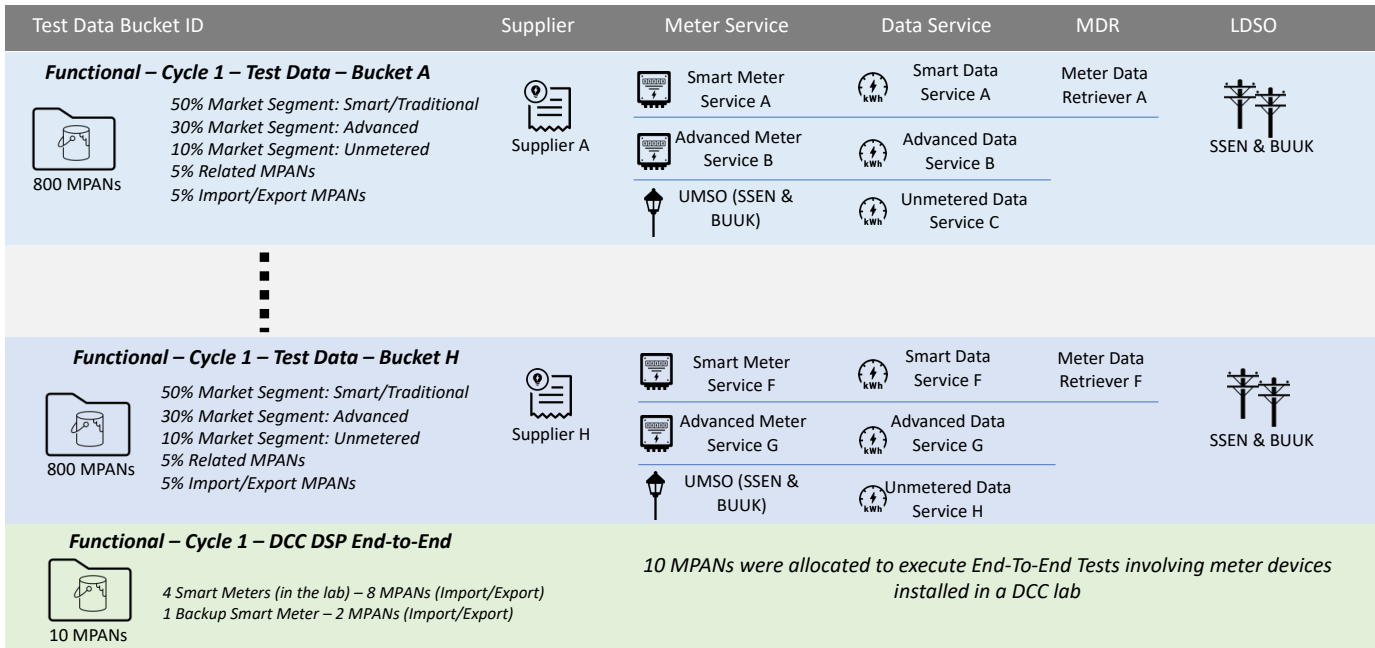 Test Data Bucket ID
Supplier
Meter Service
Data Service
MDR
LDSO
Functional – Cycle 1 – Test Data – Bucket A
800 MPANs
50% Market Segment: Smart/Traditional
30% Market Segment: Advanced
10% Market Segment: Unmetered
5% Related MPANs
5% Import/Export MPANs
Supplier A
Smart Meter
Service A
kWh
Smart Data
Service A
Meter Data
Retriever A
Advanced Meter
Service B
kWh
Advanced Data
Service B
UMSO (SSEN &
BUUK)
kWh
Unmetered Data
Service C
SSEN & BUUK
Functional – Cycle 1 – Test Data – Bucket H
800 MPANs
50% Market Segment: Smart/Traditional
30% Market Segment: Advanced
10% Market Segment: Unmetered
5% Related MPANs
5% Import/Export MPANs
Supplier H
Smart Meter
Service F
kWh
Smart Data
Service F
Meter Data
Retriever F
Advanced Meter
Service G
kWh
Advanced Data
Service G
UMSO (SSEN &
BUUK)
kWh
Unmetered Data
Service H
SSEN & BUUK
Functional – Cycle 1 – DCC DSP End-to-End
10 MPANs
4 Smart Meters (in the lab) – 8 MPANs (Import/Export)
1 Backup Smart Meter – 2 MPANs (Import/Export)
10 MPANs were allocated to execute End-To-End Tests involving meter devices
installed in a DCC lab